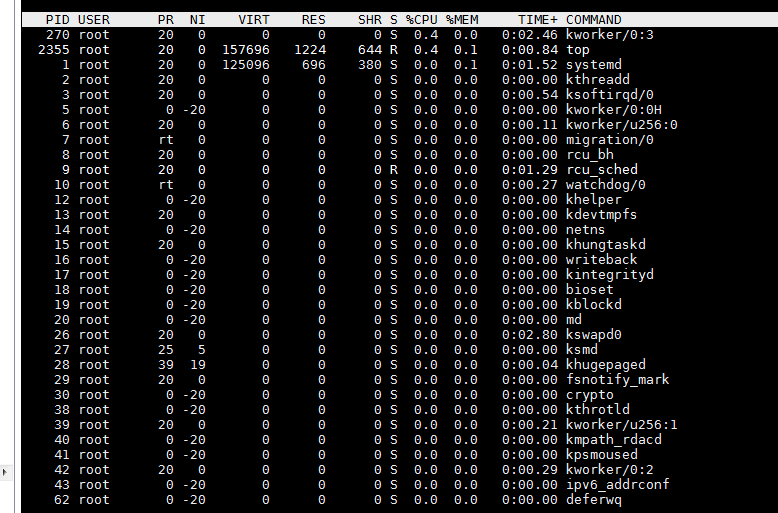 PID USER PR NI VIRT RES SHR S %CPU %MEM TIME+ COMMAND
270 root 20 0 0 0 0 S 0.4 0.0 0:02.46 kworker/0:3
2355 root 20 0 157696 1224 644 R 0.4 0.1 0:00.84 top
1 root 20 0 125096 696 380 S 0.0 0.1 0:01.52 systemd
2 root 20 0 0 0 0 S 0.0 0.0 0:00.00 kthreadd
3 root 20 0 0 0 0 S 0.0 0.0 0:00.54 ksoftirqd/0
5 root 0 -20 0 0 0 S 0.0 0.0 0:00.00 kworker/0:0H
6 root 20 0 0 0 0 S 0.0 0.0 0:00.11 kworker/u256:0
7 root rt 0 0 0 0 S 0.0 0.0 0:00.00 migration/0
8 root 20 0 0 0 0 S 0.0 0.0 0:00.00 rcu_bh
9 root 20 0 0 0 0 R 0.0 0.0 0:01.29 rcu_sched
10 root rt 0 0 0 0 S 0.0 0.0 0:00.27 watchdog/0
12 root 0 -20 0 0 0 S 0.0 0.0 0:00.00 khelper
13 root 20 0 0 0 0 S 0.0 0.0 0:00.00 kdevtmpfs
14 root 0 -20 0 0 0 S 0.0 0.0 0:00.00 netns
15 root 20 0 0 0 0 S 0.0 0.0 0:00.00 khungtaskd
16 root 0 -20 0 0 0 S 0.0 0.0 0:00.00 writeback
17 root 0 -20 0 0 0 S 0.0 0.0 0:00.00 kintegrityd
18 root 0 -20 0 0 0 S 0.0 0.0 0:00.00 bioset
19 root 0 -20 0 0 0 S 0.0 0.0 0:00.00 kblockd
20 root 0 -20 0 0 0 S 0.0 0.0 0:00.00 md
26 root 20 0 0 0 0 S 0.0 0.0 0:02.80 kswapd0
27 root 25 5 0 0 0 S 0.0 0.0 0:00.00 ksmd
28 root 39 19 0 0 0 S 0.0 0.0 0:00.04 khugepaged
29 root 20 0 0 0 0 S 0.0 0.0 0:00.00 fsnotify_mark
30 root 0 -20 0 0 0 S 0.0 0.0 0:00.00 crypto
38 root 0 -20 0 0 0 S 0.0 0.0 0:00.00 kthrotld
39 root 20 0 0 0 0 S 0.0 0.0 0:00.21 kworker/u256:1
40 root 0 -20 0 0 0 S 0.0 0.0 0:00.00 kmpath_rdacd
41 root 0 -20 0 0 0 S 0.0 0.0 0:00.00 kpsmoused
42 root 20 0 0 0 0 S 0.0 0.0 0:00.29 kworker/0:2
43 root 0 -20 0 0 0 S 0.0 0.0 0:00.00 ipv6_addrconf
62 root 0 -20 0 0 0 S 0.0 0.0 0:00.00 deferwq